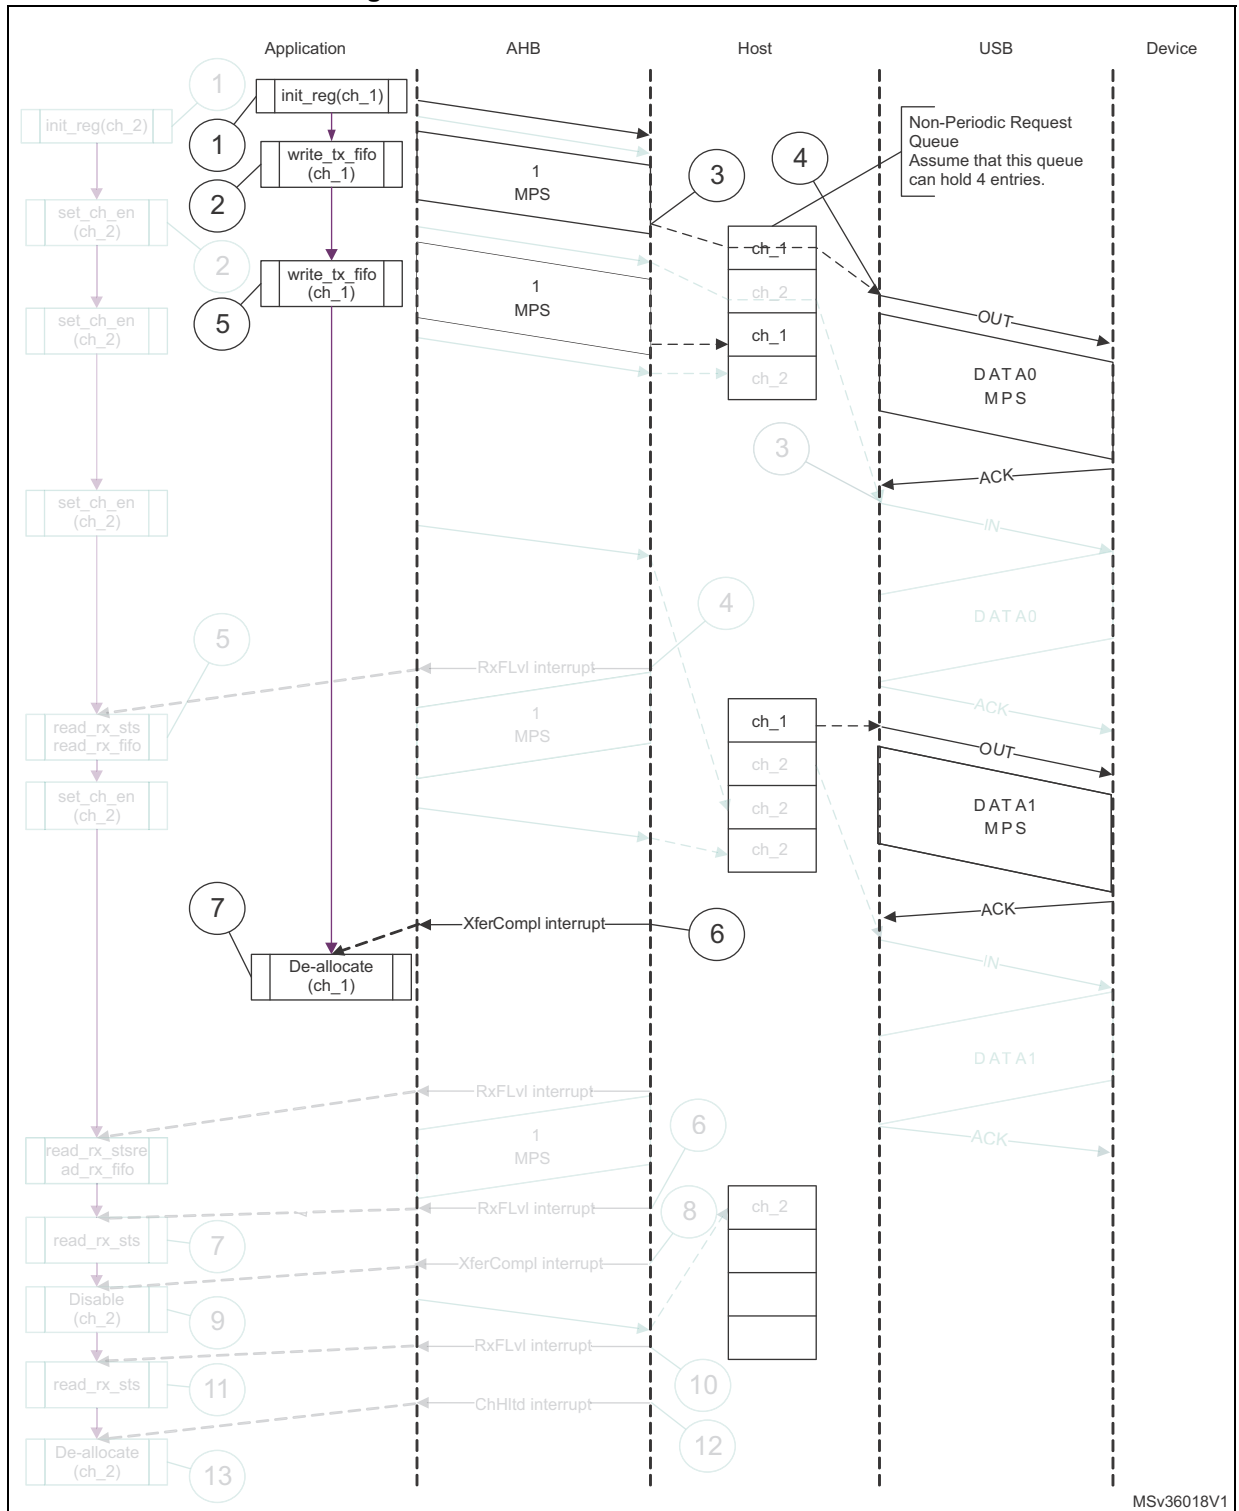 g
Application
AHB
Host
USB
Device
1
init_reg(ch_1)
init_reg(ch_2)
1
Non-Periodic Request
Queue
Assume that this queue
can hold 4 entries.
write_tx_fifo
(ch_1)
1
MPS
3
4
2
set_ch_en
(ch_2)
2
ch_1
write_tx_fifo
(ch_1)
1
MPS
ch_2
5
set_ch_en
(ch_2)
OUT
ch_1
ch_2
DATA0
MPS
3
ACK
set_ch_en
(ch_2)
IN
4
DATA0
5
RxFLvl interrupt
ACK
read_rx_sts
read_rx_fifo
1
MPS
ch_1
OUT
ch_2
set_ch_en
(ch_2)
ch_2
DATA1
MPS
ch_2
7
XferCompl interrupt
6
ACK
De-allocate
(ch_1)
IN
DATA1
RxFLvl interrupt
6
read_rx_stsre
ad_rx_fifo
1
MPS
ACK
RxFLvl interrupt
8
ch_2
read_rx_sts
7
XferCompl interrupt
Disable
(ch_2)
9
RxFLvl interrupt
read_rx_sts
11
10
ChHltd interrupt
12
De-allocate
(ch_2)
13
MSv36018V1